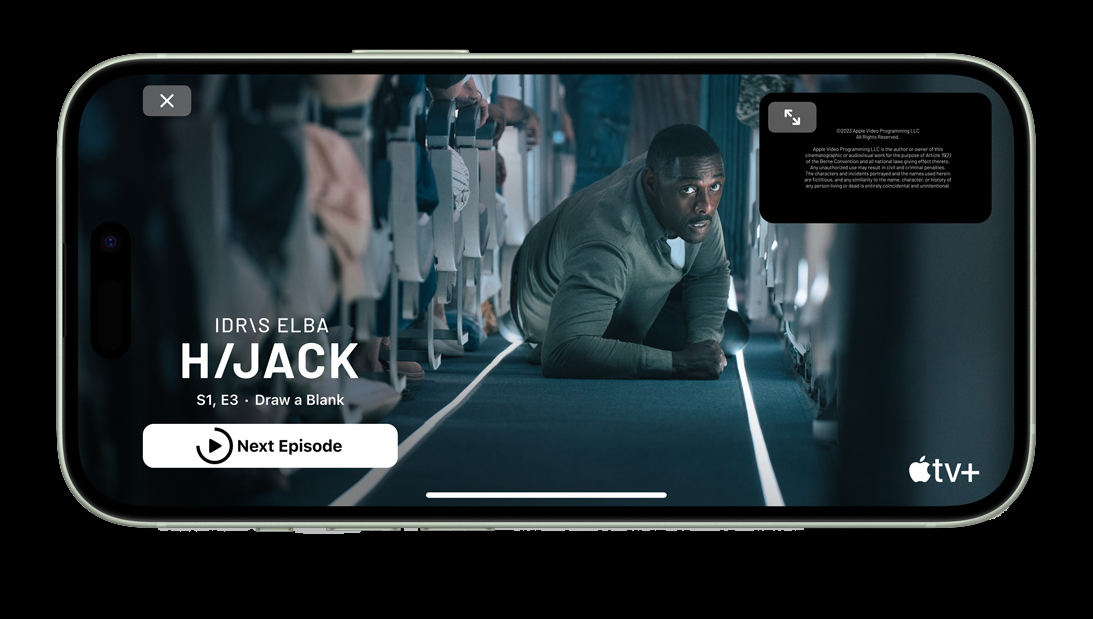 ©2023 Apple Video Programming LLC
All Rights Reserved.
Apple Video Programming LLC is the author or owner of this
cinematographic or audiovisual work for the purpose of Article 15(2)
of the Berne Convention and all national laws giving effect thereto.
Any unauthorized use may result in civil and criminal penalties.
The characters and incidents portrayed and the names used herein
are fictitious, and any similarity to the name, character, or history of
any person living or dead is entirely coincidental and unintentional.
IDR\S ELBA
H/JACK
S1, E3 · Draw a Blank
Next Episode
tv+